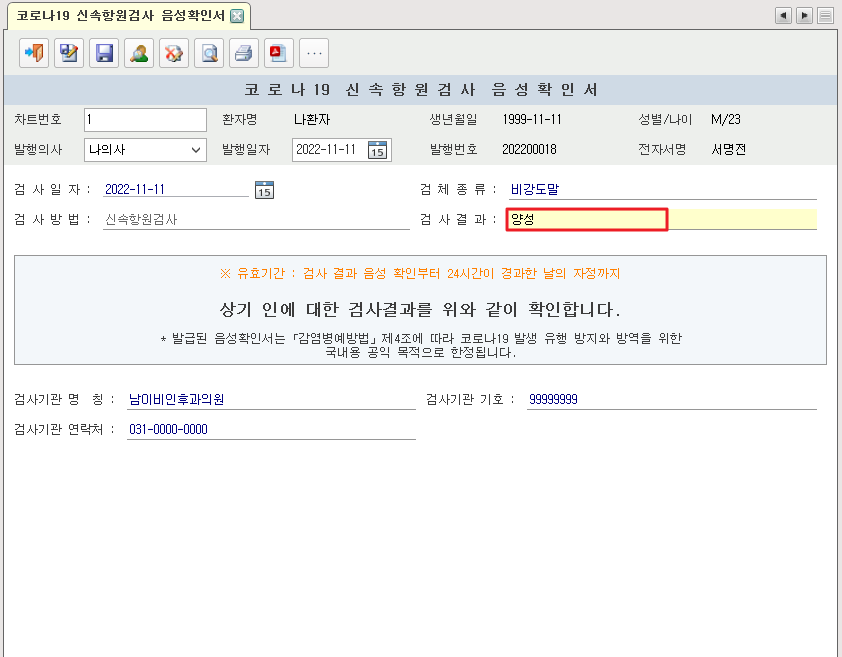 코로나19 신속항원검사 음성확인서
코로나19 신속항원검사 음성확인서
차트번호 1 환자명 나환자 생년월일 1999-11-11 성별/나이 M/23
발행의사 나의사 발행일자 2022-11-11 15 발행번호 202200018 전자서명 서명전
검사일자 : 2022-11-11 15 검체종류 : 비강도말
검사방법 : 신속항원검사 검사결과 : 양성
※ 유효기간 : 검사 결과 음성 확인부터 24시간이 경과한 날의 자정까지
상기 인에 대한 검사결과를 위와 같이 확인합니다.
* 발급된 음성확인서는 「감염병예방법」 제4조에 따라 코로나19 발생 유행 방지와 방역을 위한
국내용 공익 목적으로 한정됩니다.
검사기관 명 칭 : 남이비인후과의원 검사기관 기호 : 99999999
검사기관 연락처 : 031-0000-0000